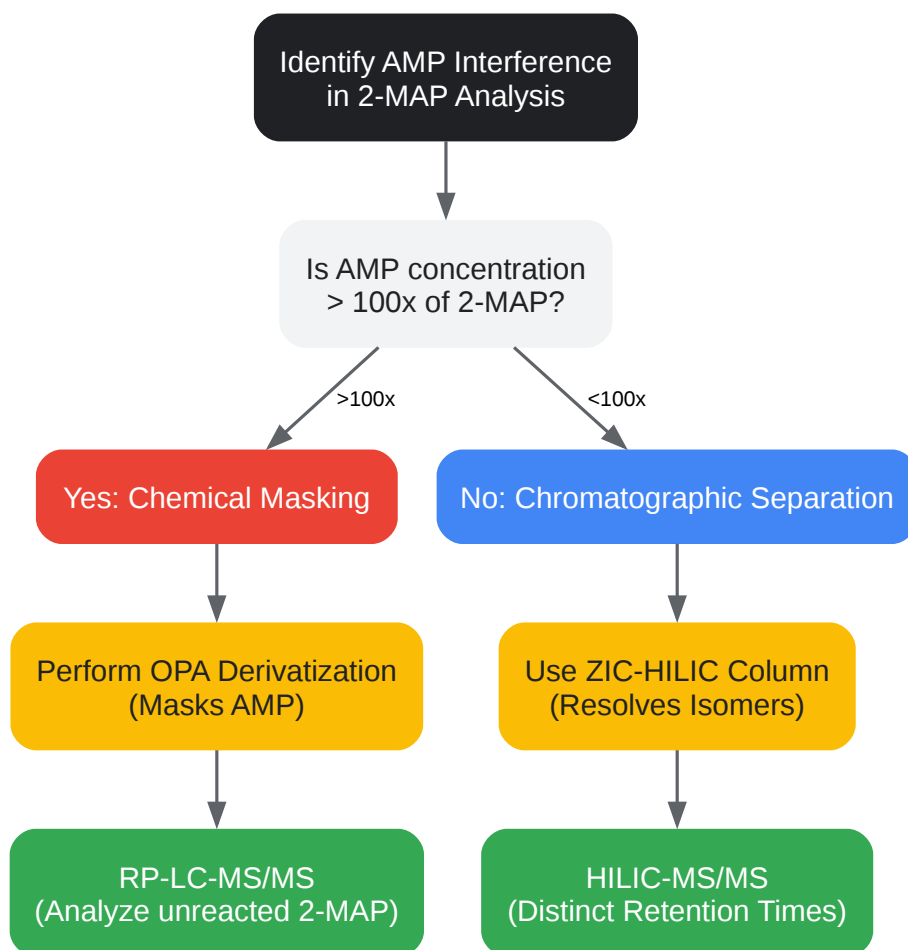 Identify AMP Interference
in 2-MAP Analysis
Is AMP concentration
> 100x of 2-MAP?
>100x
<100x
Yes: Chemical Masking
No: Chromatographic Separation
Perform OPA Derivatization
(Masks AMP)
Use ZIC-HILIC Column
(Resolves Isomers)
RP-LC-MS/MS
(Analyze unreacted 2-MAP)
HILIC-MS/MS
(Distinct Retention Times)